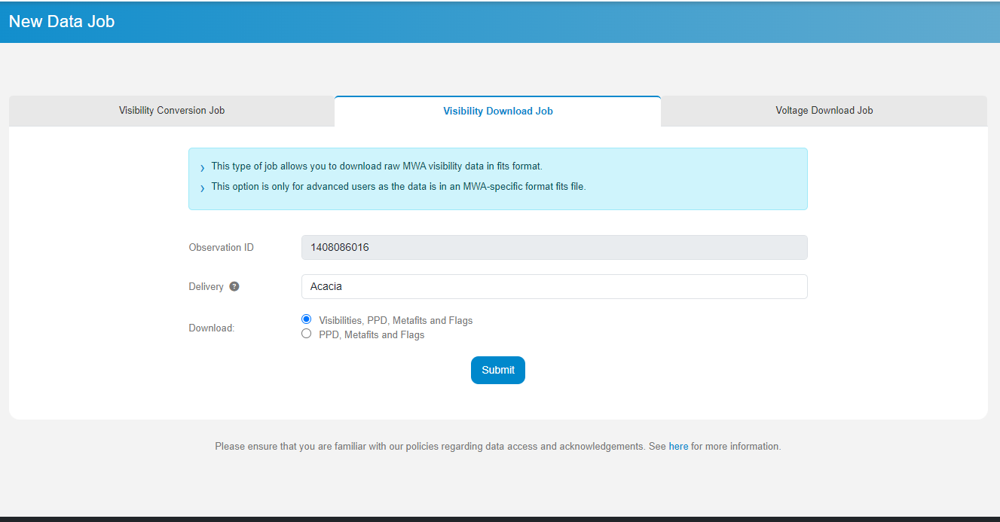 New Data Job
Visibility Conversion Job
Visibility Download Job
Voltage Download Job
› This type of job allows you to download raw MWA visibility data in fits format.
› This option is only for advanced users as the data is in an MWA-specific format fits file.
Observation ID
1408086016
Delivery ?
Acacia
Download:
Visibilities, PPD, Metafits and Flags
PPD, Metafits and Flags
Submit
Please ensure that you are familiar with our policies regarding data access and acknowledgements. See here for more information.